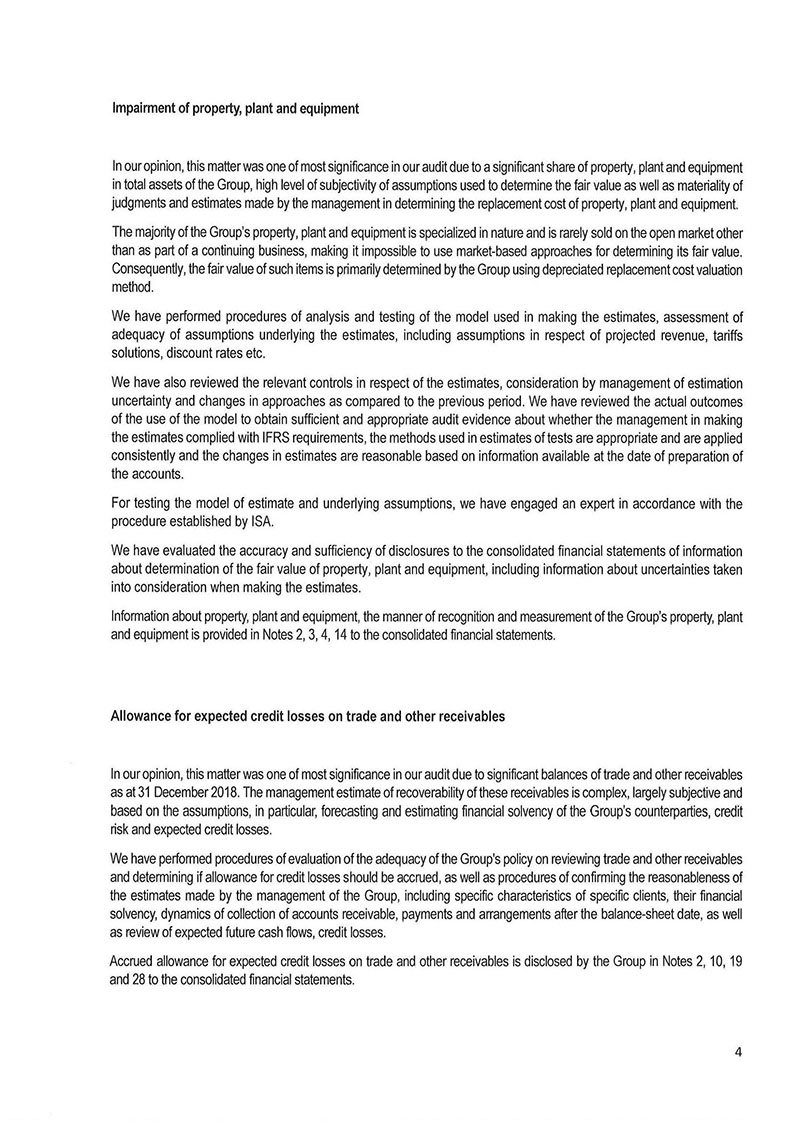 Impairment of property, plant and equipment
In our opinion, this matter was one of most significance in our audit due to a significant share of property, plant and equipment
in total assets of the Group, high level of subjectivity of assumptions used to determine the fair value as well as materiality of
judgments and estimates made by the management in determining the replacement cost of property, plant and equipment.
The majority of the Group's property, plant and equipment is specialized in nature and is rarely sold on the open market other
than as part of a continuing business, making it impossible to use market-based approaches for determining its fair value.
Consequently, the fair value of such items is primarily determined by the Group using depreciated replacement cost valuation
method.
We have performed procedures of analysis and testing of the model used in making the estimates, assessment of
adequacy of assumptions underlying the estimates, including assumptions in respect of projected revenue, tariffs
solutions, discount rates etc.
We have also reviewed the relevant controls in respect of the estimates, consideration by management of estimation
uncertainty and changes in approaches as compared to the previous period. We have reviewed the actual outcomes
of the use of the model to obtain sufficient and appropriate audit evidence about whether the management in making
the estimates complied with IFRS requirements, the methods used in estimates of tests are appropriate and are applied
consistently and the changes in estimates are reasonable based on information available at the date of preparation of
the accounts.
For testing the model of estimate and underlying assumptions, we have engaged an expert in accordance with the
procedure established by ISA.
We have evaluated the accuracy and sufficiency of disclosures to the consolidated financial statements of information
about determination of the fair value of property, plant and equipment, including information about uncertainties taken
into consideration when making the estimates.
Information about property, plant and equipment, the manner of recognition and measurement of the Group's property, plant
and equipment is provided in Notes 2, 3, 4, 14 to the consolidated financial statements.
Allowance for expected credit losses on trade and other receivables
In our opinion, this matter was one of most significance in our audit due to significant balances of trade and other receivables
as at 31 December 2018. The management estimate of recoverability of these receivables is complex, largely subjective and
based on the assumptions, in particular, forecasting and estimating financial solvency of the Group's counterparties, credit
risk and expected credit losses.
We have performed procedures of evaluation of the adequacy of the Group's policy on reviewing trade and other receivables
and determining if allowance for credit losses should be accrued, as well as procedures of confirming the reasonableness of
the estimates made by the management of the Group, including specific characteristics of specific clients, their financial
solvency, dynamics of collection of accounts receivable, payments and arrangements after the balance-sheet date, as well
as review of expected future cash flows, credit losses.
Accrued allowance for expected credit losses on trade and other receivables is disclosed by the Group in Notes 2, 10, 19
and 28 to the consolidated financial statements.
4